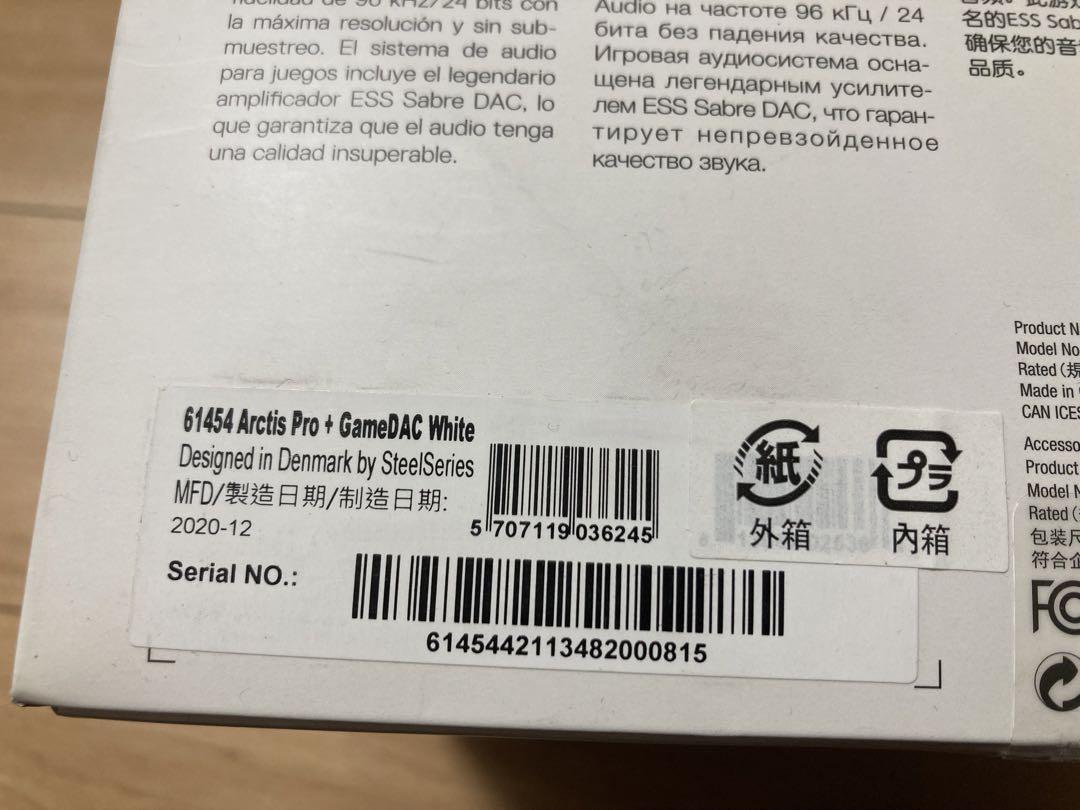 96 kHz/24 bits con
la máxima resolución y sin sub-
muestreo. El sistema de audio
para juegos incluye el legendario
amplificador ESS Sabre DAC, lo
que garantiza que el audio tenga
una calidad insuperable.
Audio на частоте 96 кГц / 24
бита без падения качества.
Игровая аудиосистема осна-
щена легендарным усилите-
лем ESS Sabre DAC, что гаран-
тирует непревзойденное
качество звука.
名的ESS Sab
确保您的音
品质。
Product N
Model No
Rated (規
Made in
CAN ICES
Accesso
Product
Model N
Rated (
包装尺
符合企
FC
61454 Arctis Pro + GameDAC White
Designed in Denmark by SteelSeries
MFD/製造日期/制造日期:
2020-12
5 707119 036245
Serial NO.:
6145442113482000815
紙
外箱
プラ
內箱